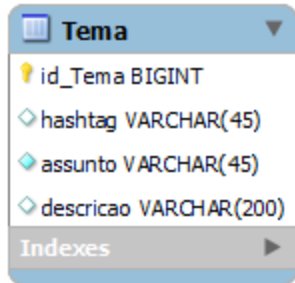 Tema
id_Tema BIGINT
hashtag VARCHAR(45)
assunto VARCHAR(45)
descricao VARCHAR(200)
Indexes